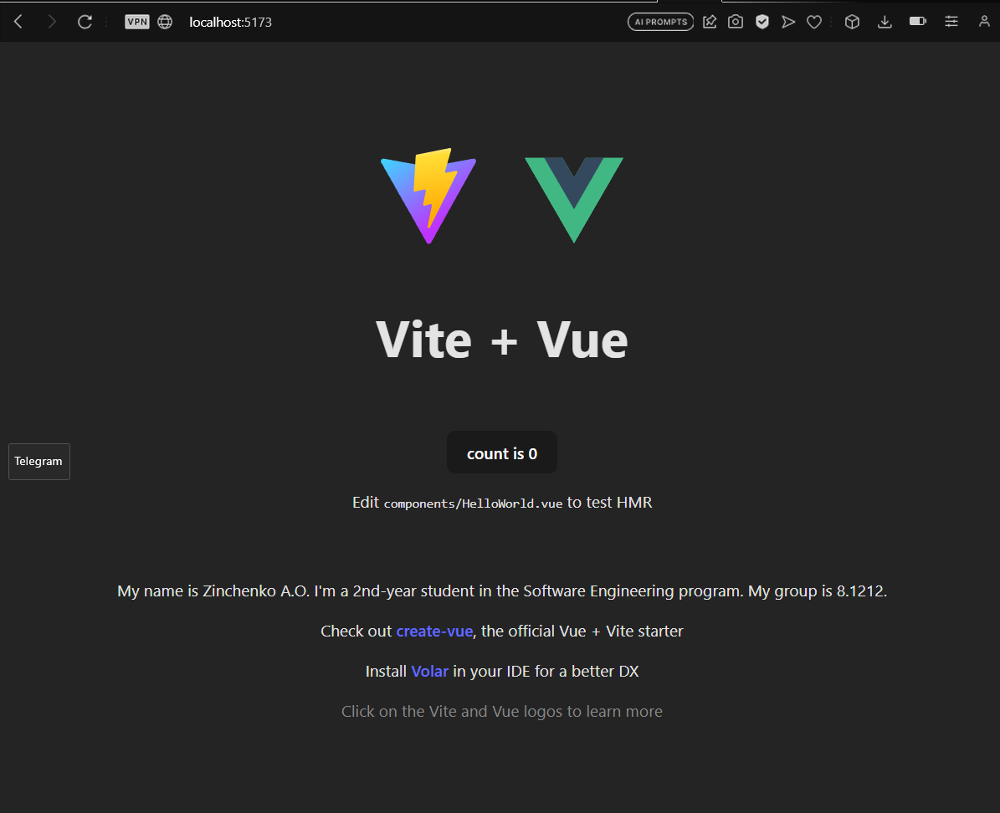 VPN localhost:5173 AI PROMPTS
Vite + Vue
count is 0
Telegram
Edit components/HelloWorld.vue to test HMR
My name is Zinchenko A.O. I'm a 2nd-year student in the Software Engineering program. My group is 8.1212.
Check out create-vue, the official Vue + Vite starter
Install Volar in your IDE for a better DX
Click on the Vite and Vue logos to learn more